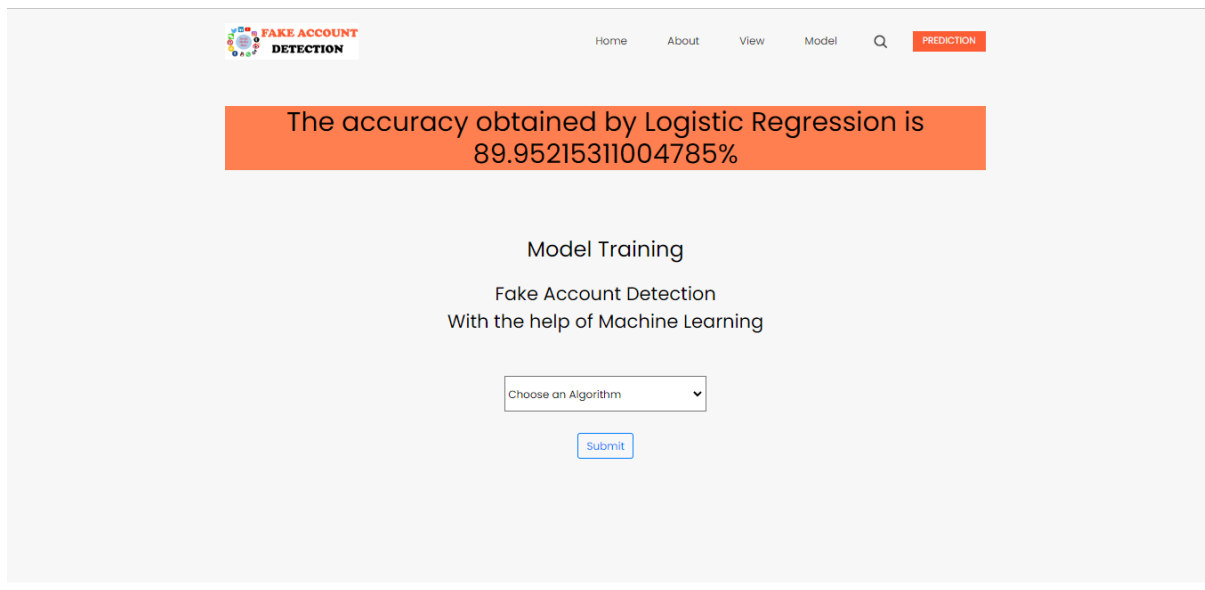 FAKE ACCOUNT
DETECTION
Home About View Model PREDICTION
The accuracy obtained by Logistic Regression is
89.95215311004785%
Model Training
Fake Account Detection
With the help of Machine Learning
Choose an Algorithm
Submit